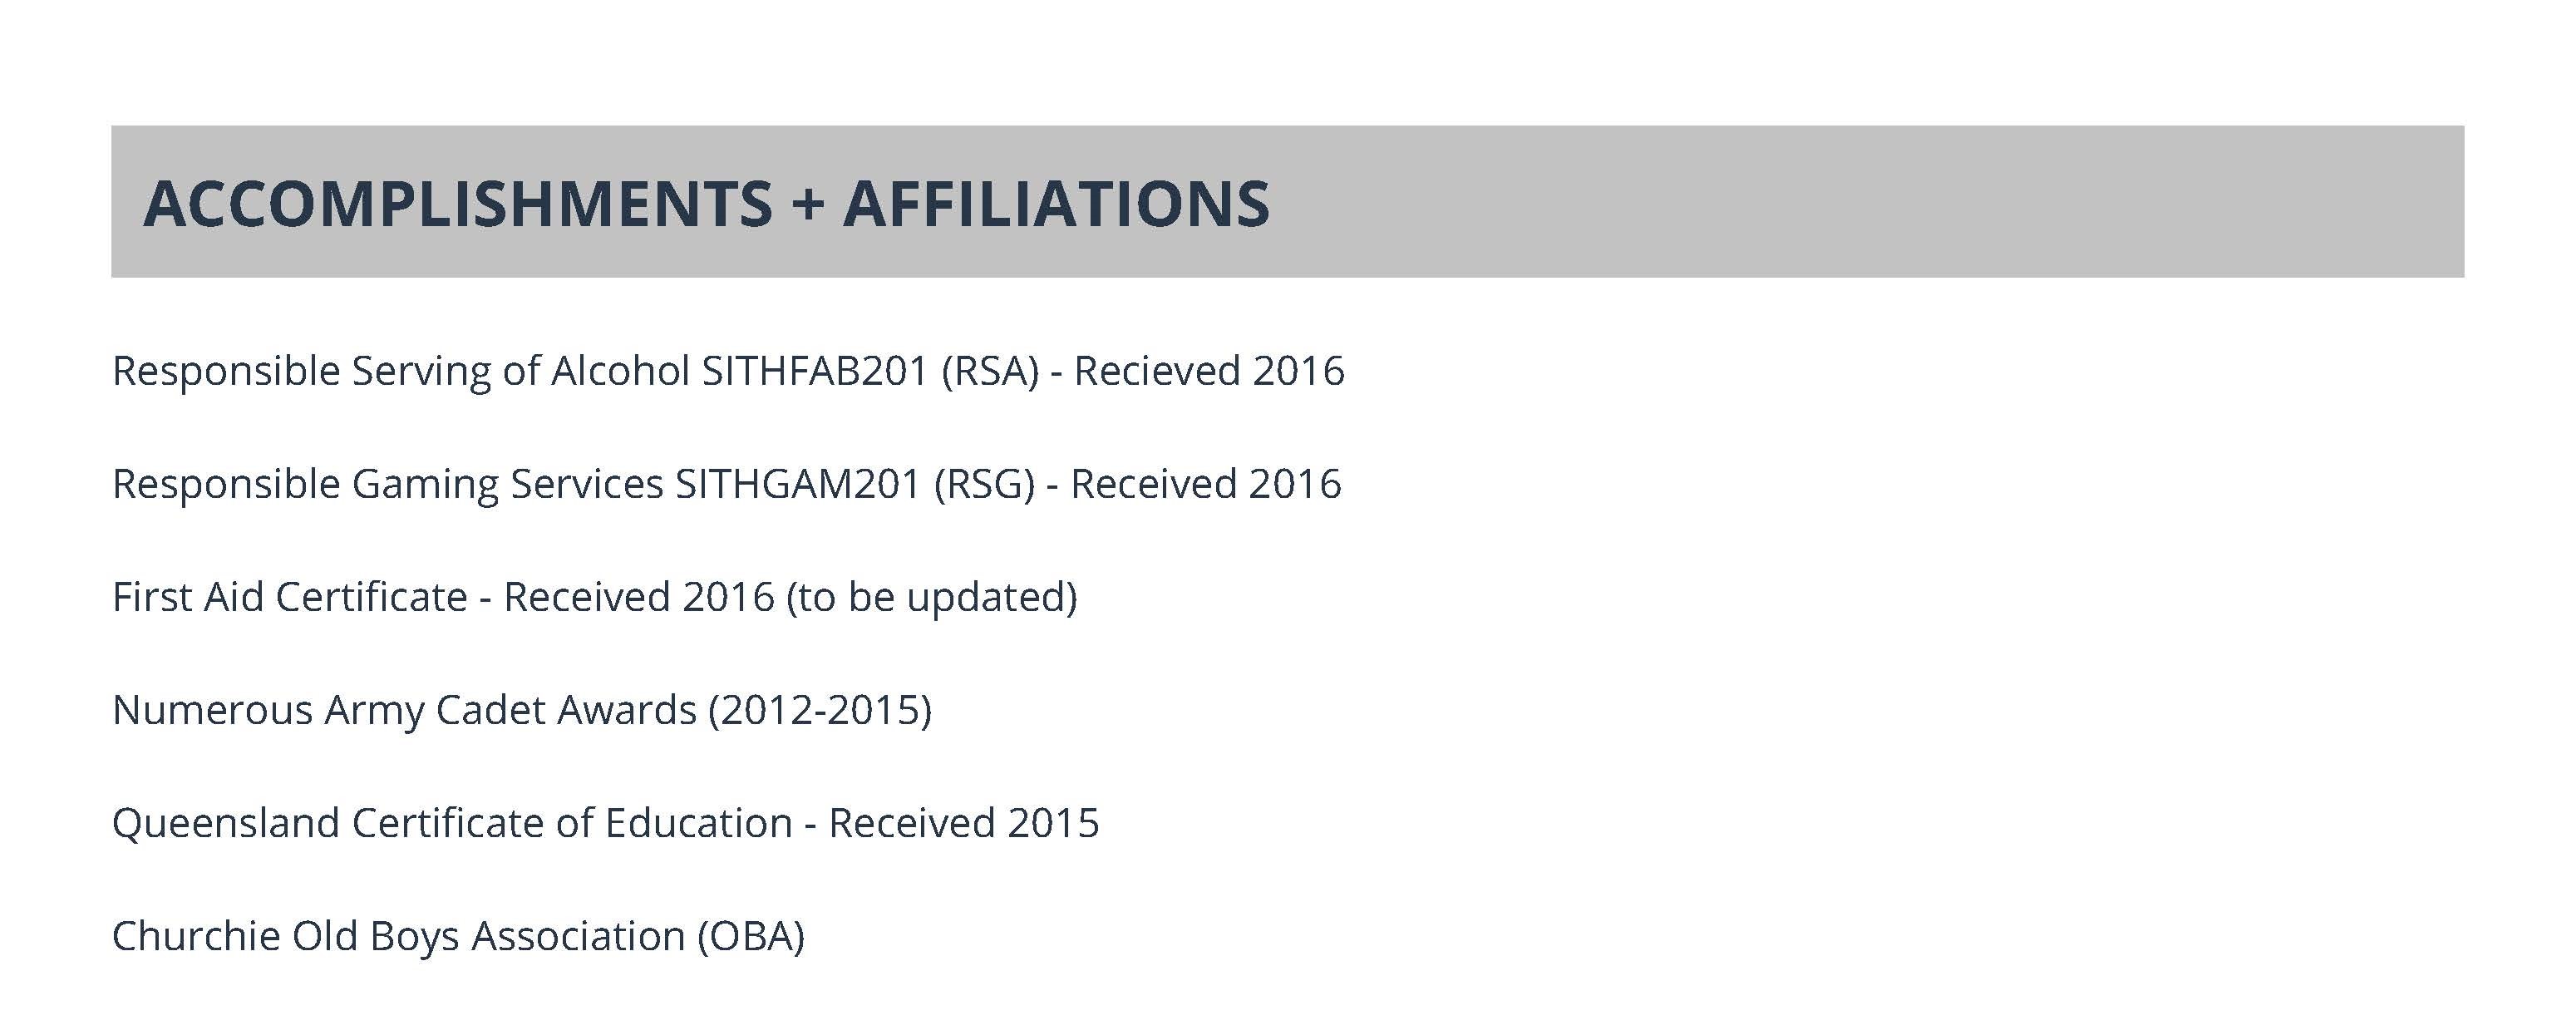 ACCOMPLISHMENTS + AFFILIATIONS
Responsible Serving of Alcohol SITHFAB201 (RSA) - Recieved 2016
Responsible Gaming Services SITHGAM201 (RSG) - Received 2016
First Aid Certificate - Received 2016 (to be updated)
Numerous Army Cadet Awards (2012-2015)
Queensland Certificate of Education - Received 2015
Churchie Old Boys Association (OBA)